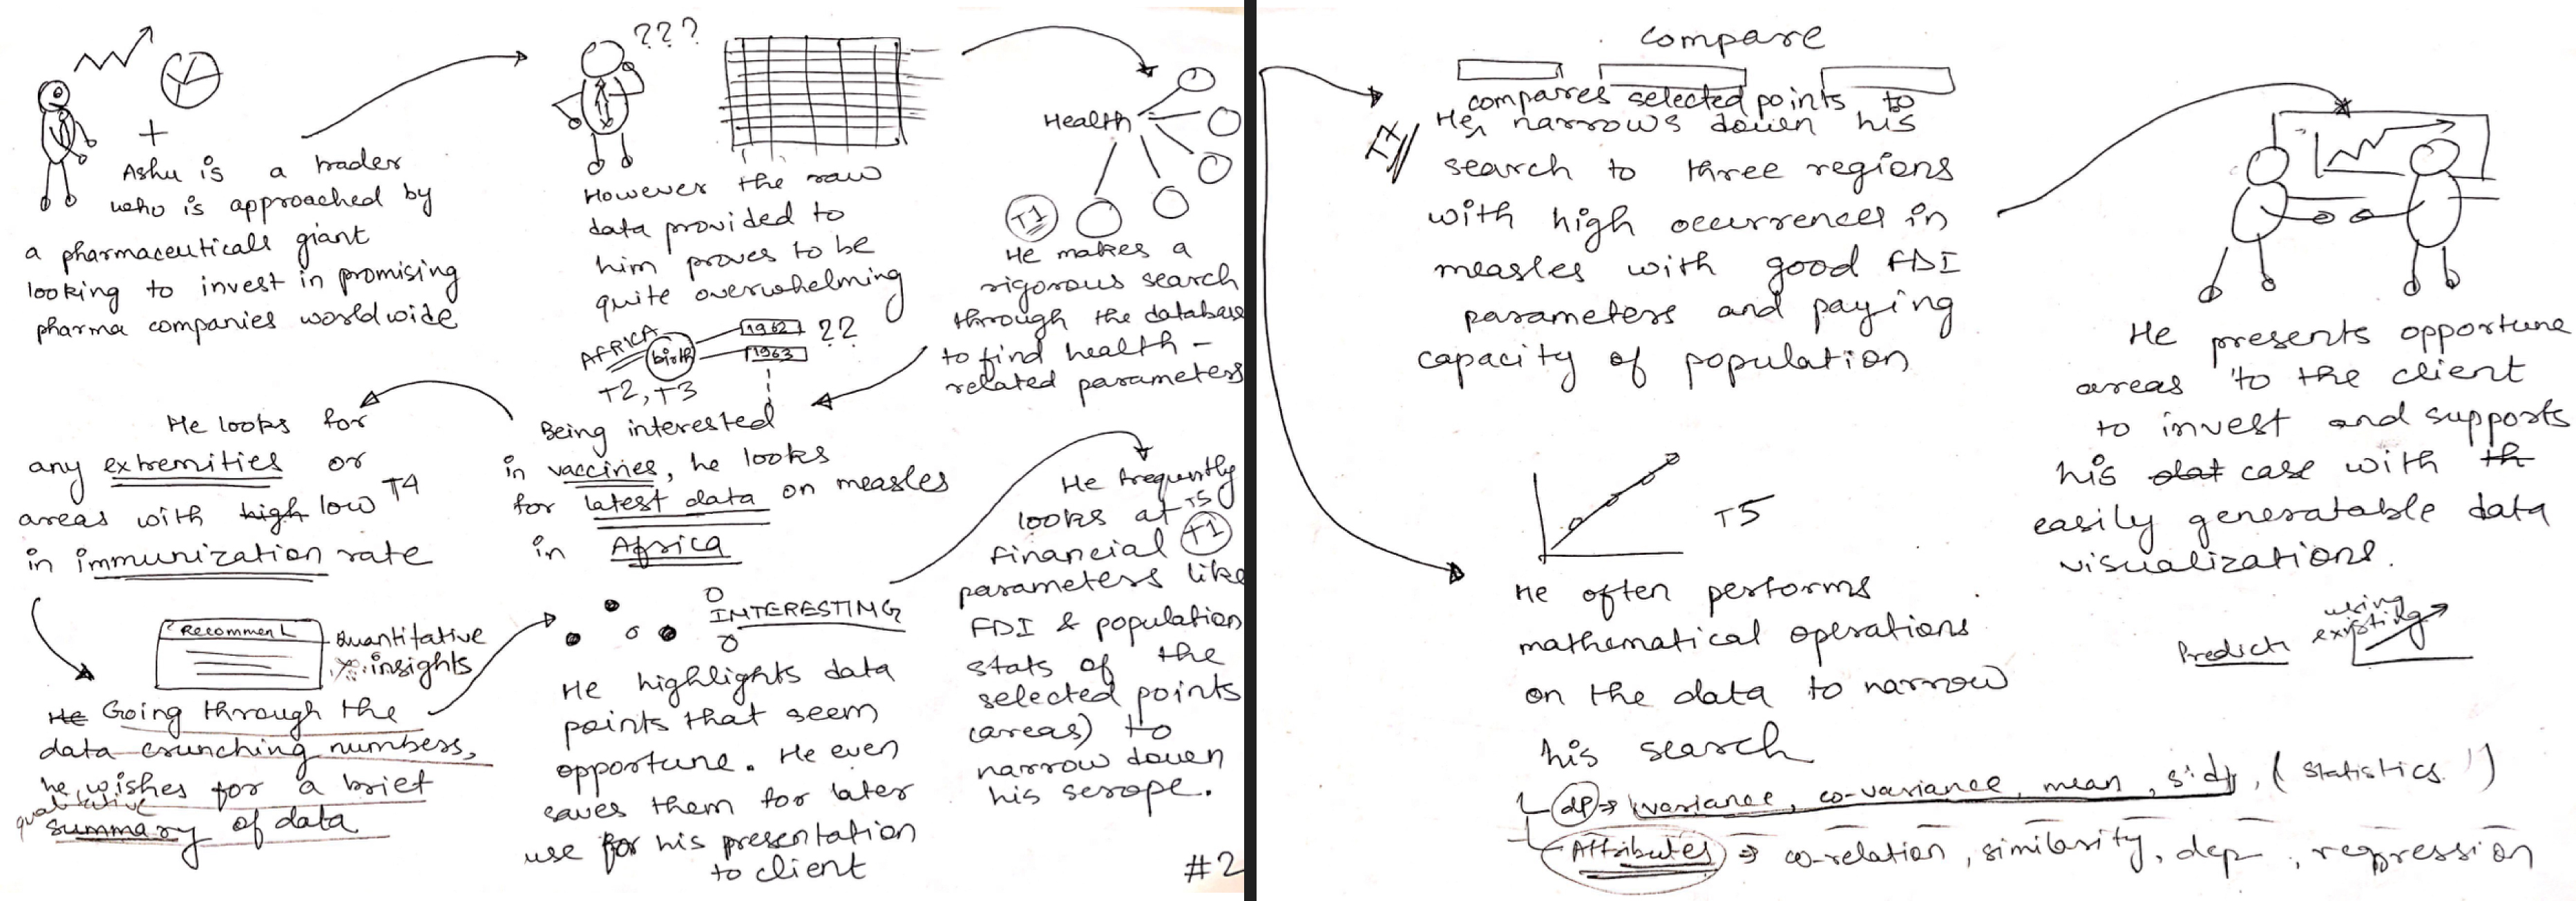 +
Ashu is a trader
who is approached by
a pharmaceuticals giant
looking to invest in promising
pharma companies worldwide
???
However the raw
data provided to
him proves to be
quite overwhelming
Health
T1
He makes a
rigorous search
through the database
to find health -
related parameters
AFRICA
birth
1962
1963
??
T2, T3
Being interested
in vaccines, he looks
for latest data on measles
in Africa
He looks for
any extremities or
areas with high low T4
in immunization rate
Recommen
Quantitative
insights
He Going through the
data crunching numbers,
he wishes for a brief
qualitative
summary of data
INTERESTING
He highlights data
points that seem
opportune. He even
saves them for later
use for his presentation
to client
He frequently
looks at T5
financial T1
parameters like
FDI & population
stats of the
selected points
(areas) to
narrow down
his scrope.
#2
compare
compares selected points to
He narrows down his
search to three regions
with high occurrences in
measles with good FDI
parameters and paying
capacity of population
T5
He often performs
mathematical operations
on the data to narrow
his search
dp → (variance, co-variance, mean, (statistics)
Attributes → co-relation, similarity, dep, regression
He presents opportune
areas to the client
to invest and supports
his case with th
easily generatable data
visualizations.
Predict
using
existing